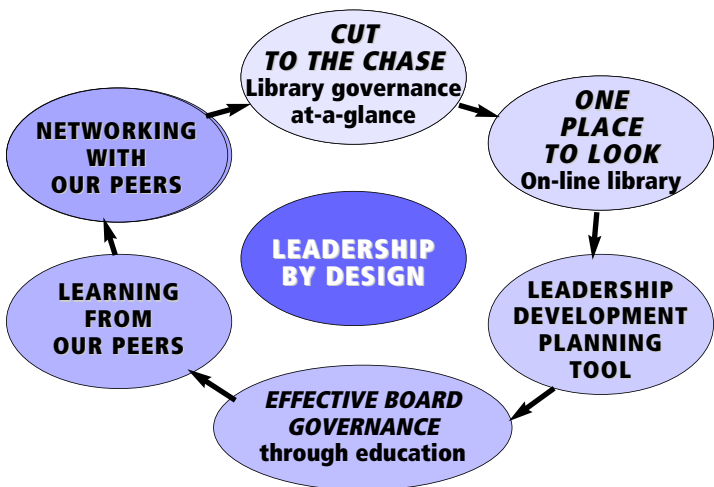 CUT
TO THE CHASE
Library governance
at-a-glance
ONE
PLACE
TO LOOK
On-line library
LEADERSHIP
DEVELOPMENT
PLANNING
TOOL
EFFECTIVE BOARD
GOVERNANCE
through education
LEARNING
FROM
OUR PEERS
NETWORKING
WITH
OUR PEERS
LEADERSHIP
BY DESIGN